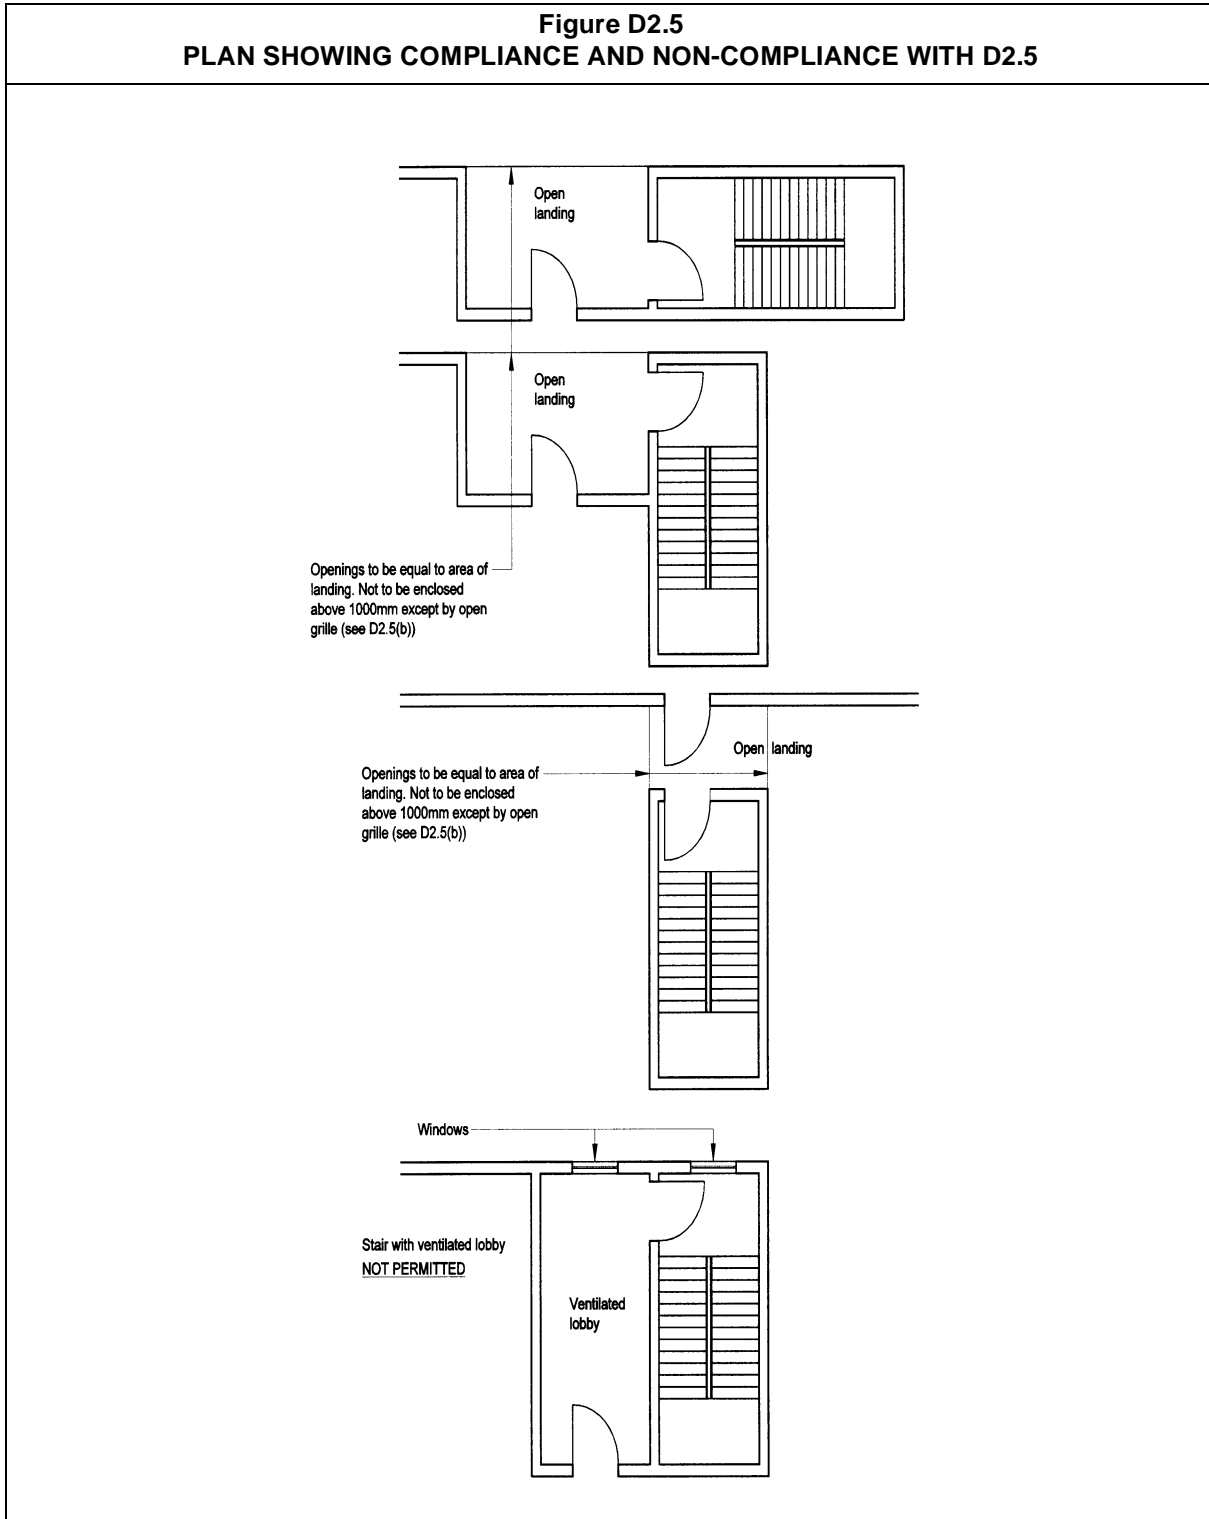 Figure D2.5
PLAN SHOWING COMPLIANCE AND NON-COMPLIANCE WITH D2.5
Open
landing
Open
landing
Openings to be equal to area of
landing. Not to be enclosed
above 1000mm except by open
grille (see D2.5(b))
Open landing
Openings to be equal to area of
landing. Not to be enclosed
above 1000mm except by open
grille (see D2.5(b))
Windows
Stair with ventilated lobby
NOT PERMITTED
Ventilated
lobby